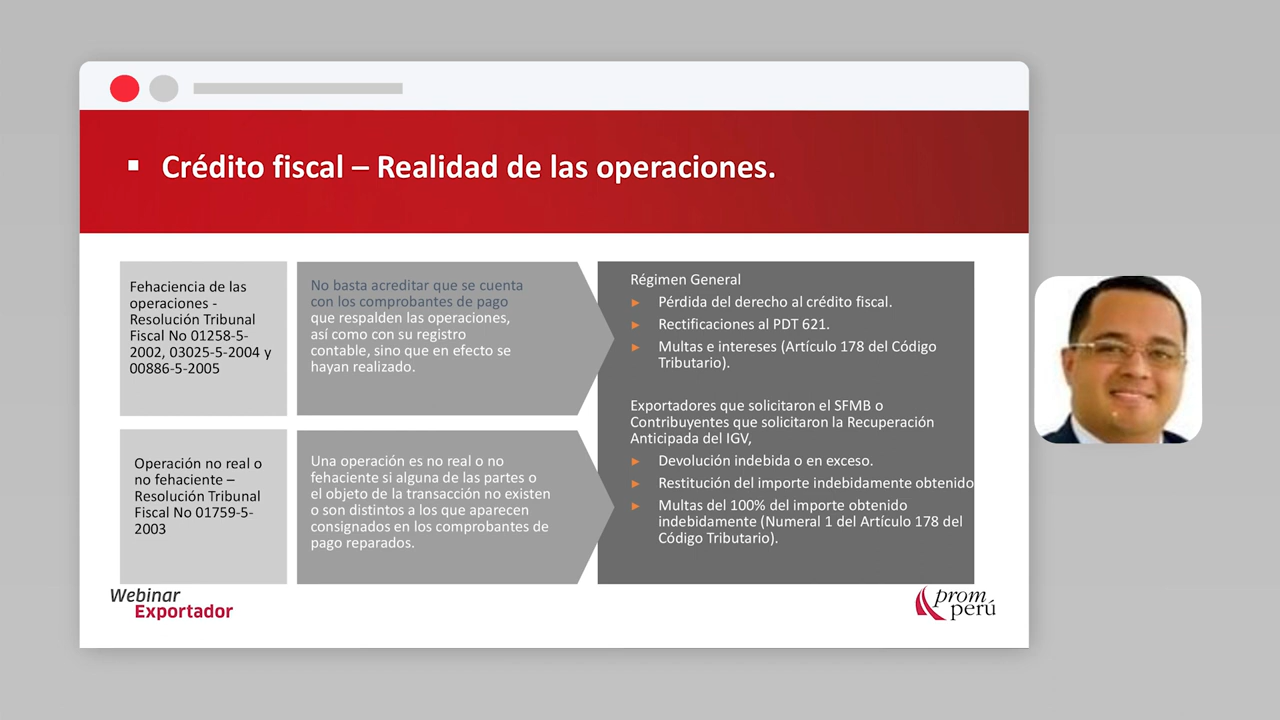 ▪ Crédito fiscal – Realidad de las operaciones.
Fehaciencia de las
operaciones -
Resolución Tribunal
Fiscal No 01258-5-
2002, 03025-5-2004 y
00886-5-2005
No basta acreditar que se cuenta
con los comprobantes de pago
que respalden las operaciones,
así como con su registro
contable, sino que en efecto se
hayan realizado.
Operación no real o
no fehaciente –
Resolución Tribunal
Fiscal No 01759-5-
2003
Una operación es no real o no
fehaciente si alguna de las partes o
el objeto de la transacción no existen
o son distintos a los que aparecen
consignados en los comprobantes de
pago reparados.
Régimen General
► Pérdida del derecho al crédito fiscal.
► Rectificaciones al PDT 621.
► Multas e intereses (Artículo 178 del Código
Tributario).
Exportadores que solicitaron el SFMB o
Contribuyentes que solicitaron la Recuperación
Anticipada del IGV,
► Devolución indebida o en exceso.
► Restitución del importe indebidamente obtenido
► Multas del 100% del importe obtenido
indebidamente (Numeral 1 del Artículo 178 del
Código Tributario).
Webinar
Exportador
prom
perú